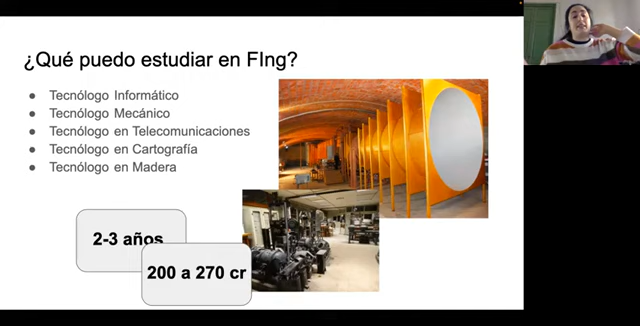 ¿Qué puedo estudiar en FIng?
● Tecnólogo Informático
● Tecnólogo Mecánico
● Tecnólogo en Telecomunicaciones
● Tecnólogo en Cartografía
● Tecnólogo en Madera
2-3 años
200 a 270 cr